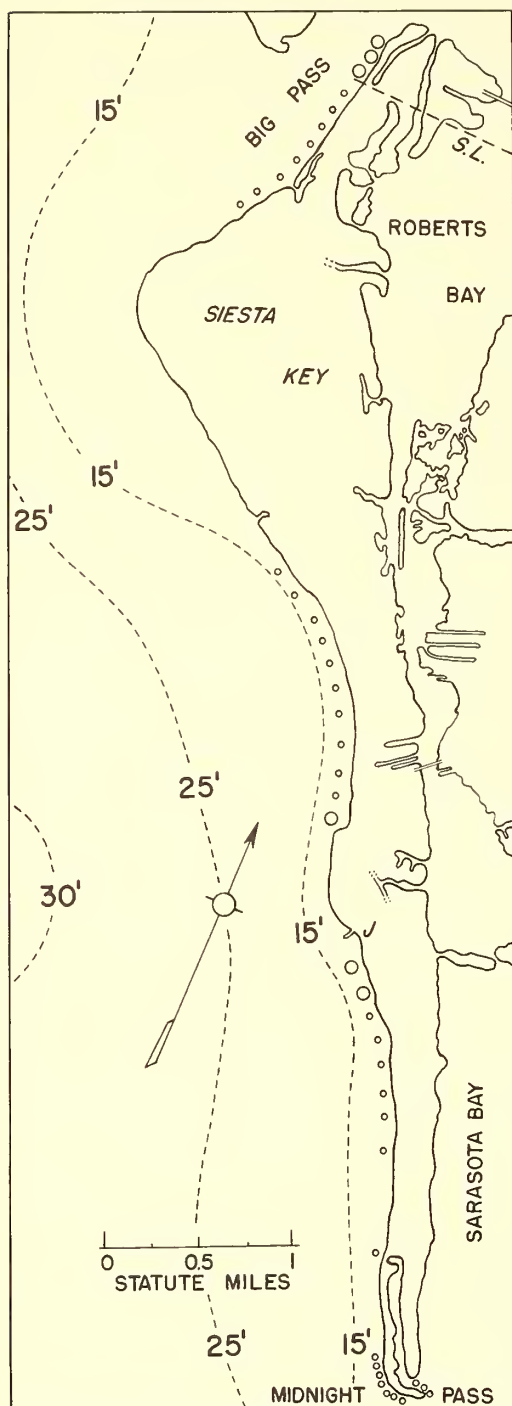 15'
BIG PASS
S.L.
ROBERTS
BAY
SIESTA
KEY
15'
25'
25'
30'
15'
SARASOTA BAY
0 0.5 1
STATUTE MILES
25'
15'
MIDNIGHT PASS